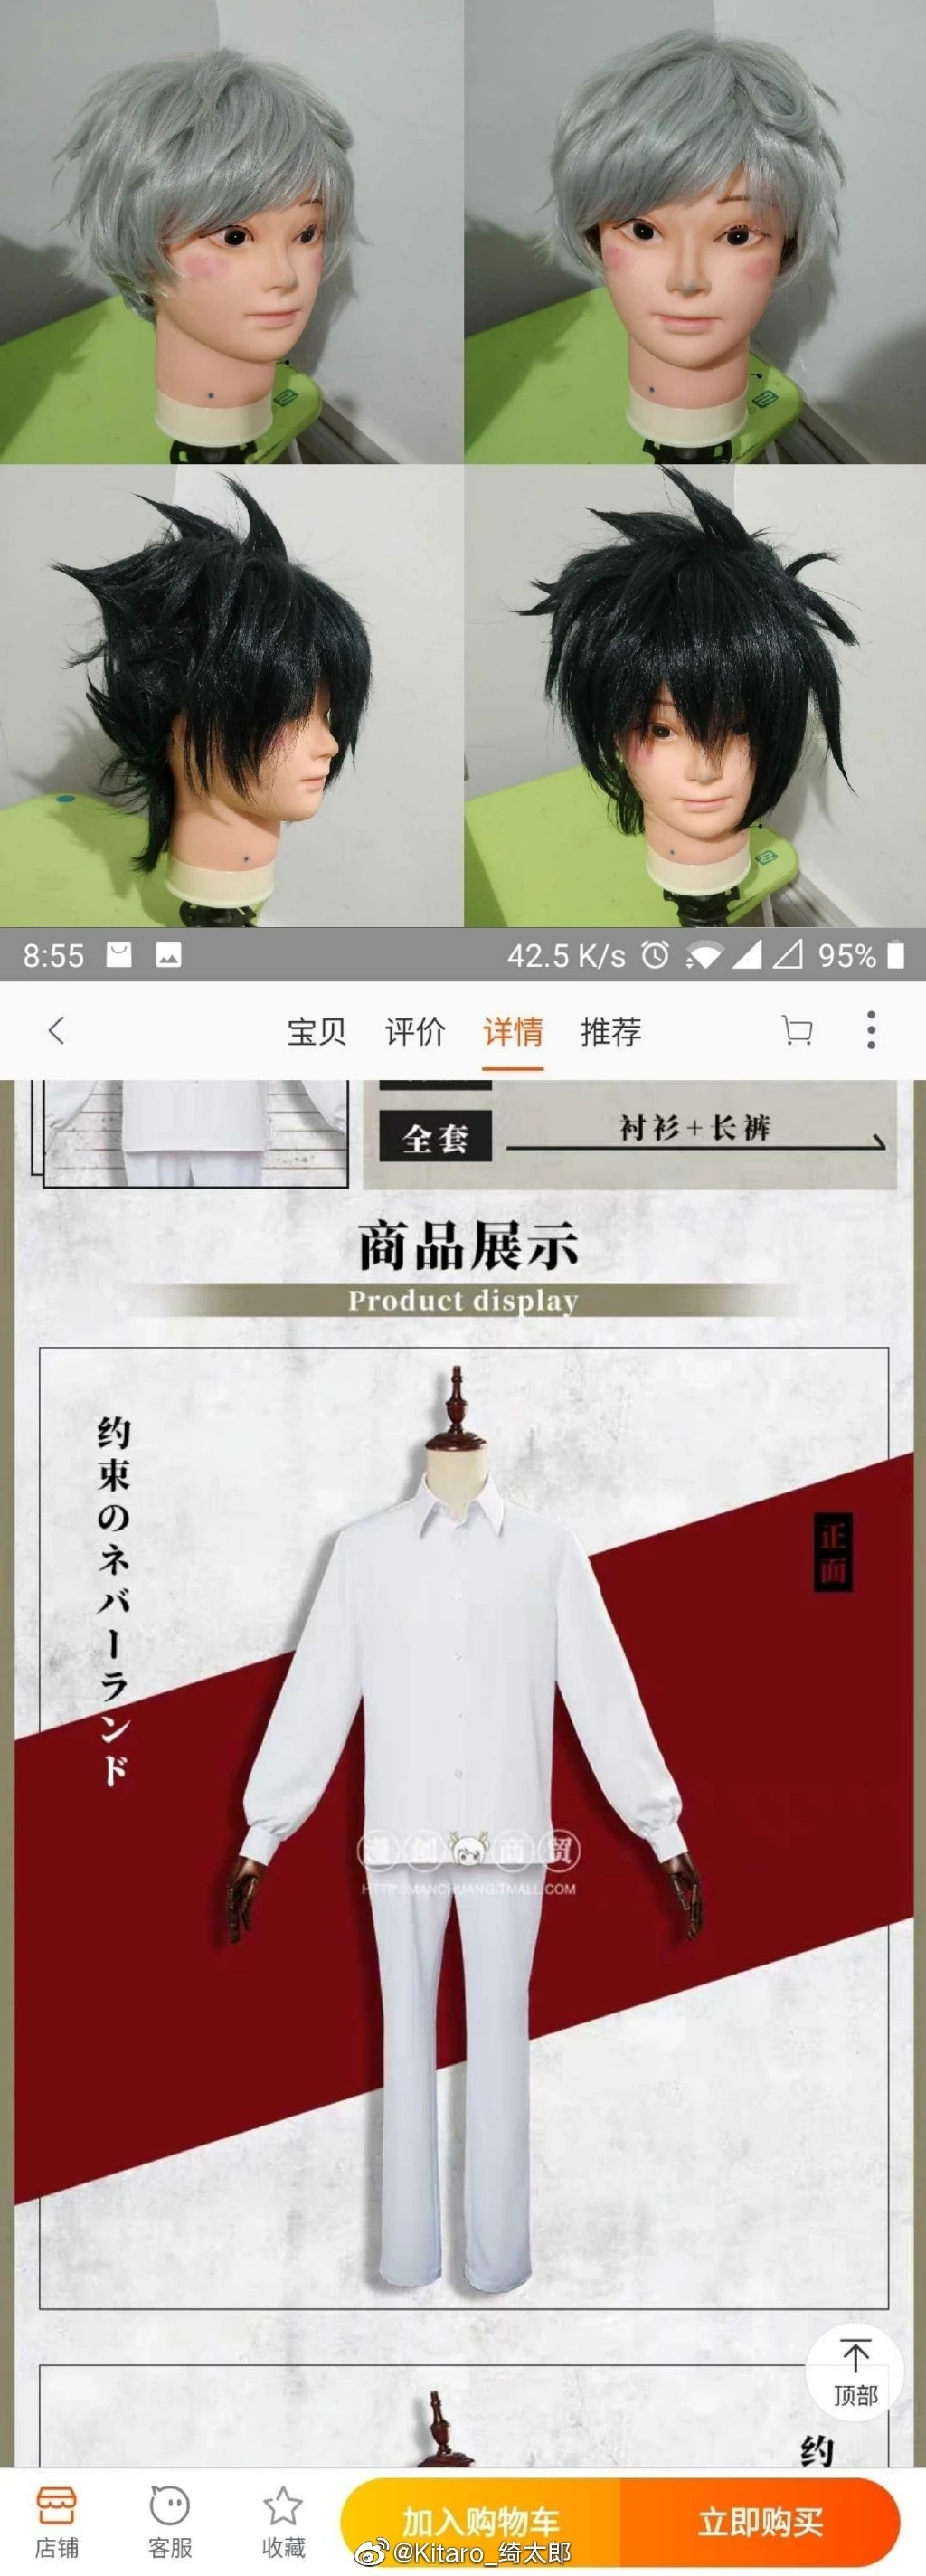 8:55
42.5 K/s
95%
宝贝 评价 详情 推荐
全套
衬衫+长裤
商品展示
Product display
约束のネバーランド
正面
漫创商贸
HTTP://MANCHUANG.TMALL.COM
顶部
约
店铺
客服
收藏
加入购物车
立即购买
@Kitaro_绮太郎